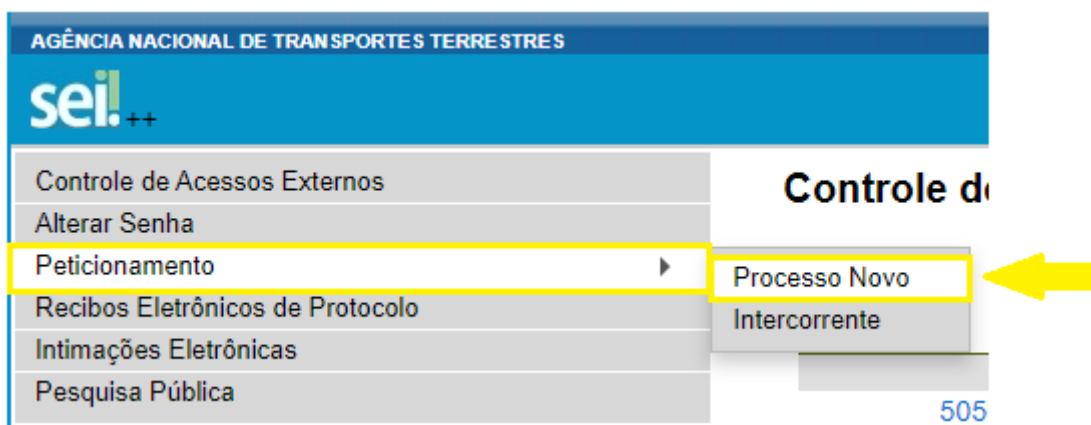 AGÊNCIA NACIONAL DE TRANSPORTES TERRESTRES
sei! ++
Controle de Acessos Externos
Alterar Senha
Peticionamento
Recibos Eletrônicos de Protocolo
Intimações Eletrônicas
Pesquisa Pública
Processo Novo
Intercorrente
Controle d
505